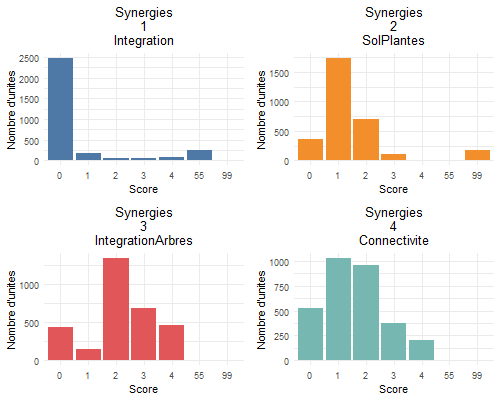 Synergies
1
Integration
Nombre d'unites
2500
2000
1500
1000
500
0
0 1 2 3 4 55 99
Score
Synergies
2
SolPlantes
Nombre d'unites
1500
1000
500
0
0 1 2 3 4 55 99
Score
Synergies
3
IntegrationArbres
Nombre d'unites
1000
500
0
0 1 2 3 4 55 99
Score
Synergies
4
Connectivite
Nombre d'unites
1000
750
500
250
0
0 1 2 3 4 55 99
Score